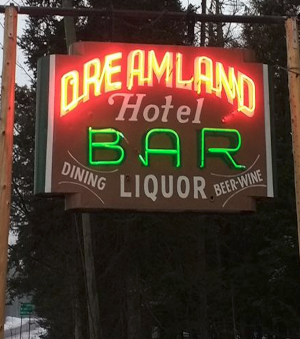 DREAMLAND
Hotel
BAR
DINING LIQUOR BEER-WINE